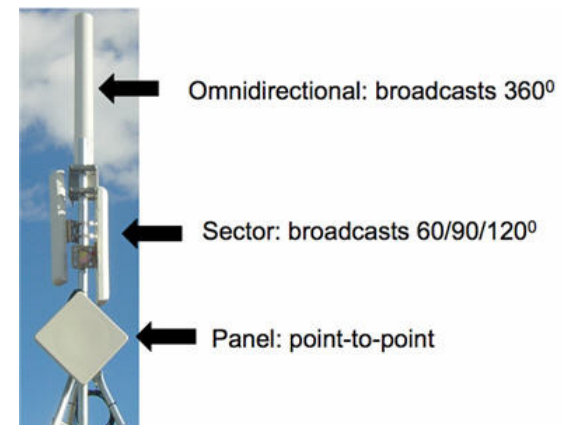 Omnidirectional: broadcasts 360⁰
Sector: broadcasts 60/90/120⁰
Panel: point-to-point